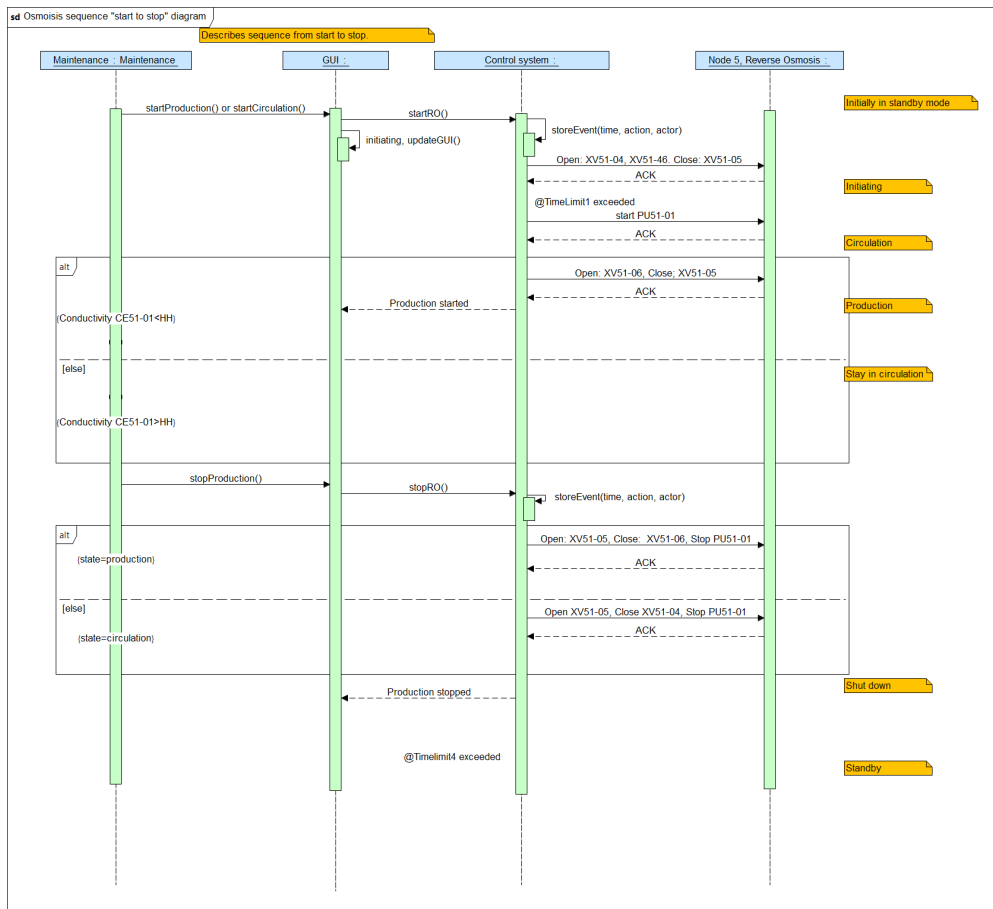 sd Osmoisis sequence "start to stop" diagram
Describes sequence from start to stop.
Maintenance : Maintenance
GUI :
Control system :
Node 5, Reverse Osmosis :
Initially in standby mode
startProduction() or startCirculation()
startRO()
storeEvent(time, action, actor)
initiating, updateGUI()
Open: XV51-04, XV51-46. Close: XV51-05
ACK
Initiating
@TimeLimit1 exceeded
start PU51-01
ACK
Circulation
alt
Open: XV51-06, Close; XV51-05
ACK
Production started
Production
{Conductivity CE51-01<HH}
[else]
Stay in circulation
{Conductivity CE51-01>HH}
stopProduction()
stopRO()
storeEvent(time, action, actor)
alt
Open: XV51-05, Close: XV51-06, Stop PU51-01
{state=production}
ACK
[else]
Open XV51-05, Close XV51-04, Stop PU51-01
ACK
{state=circulation}
Shut down
Production stopped
@Timelimit4 exceeded
Standby